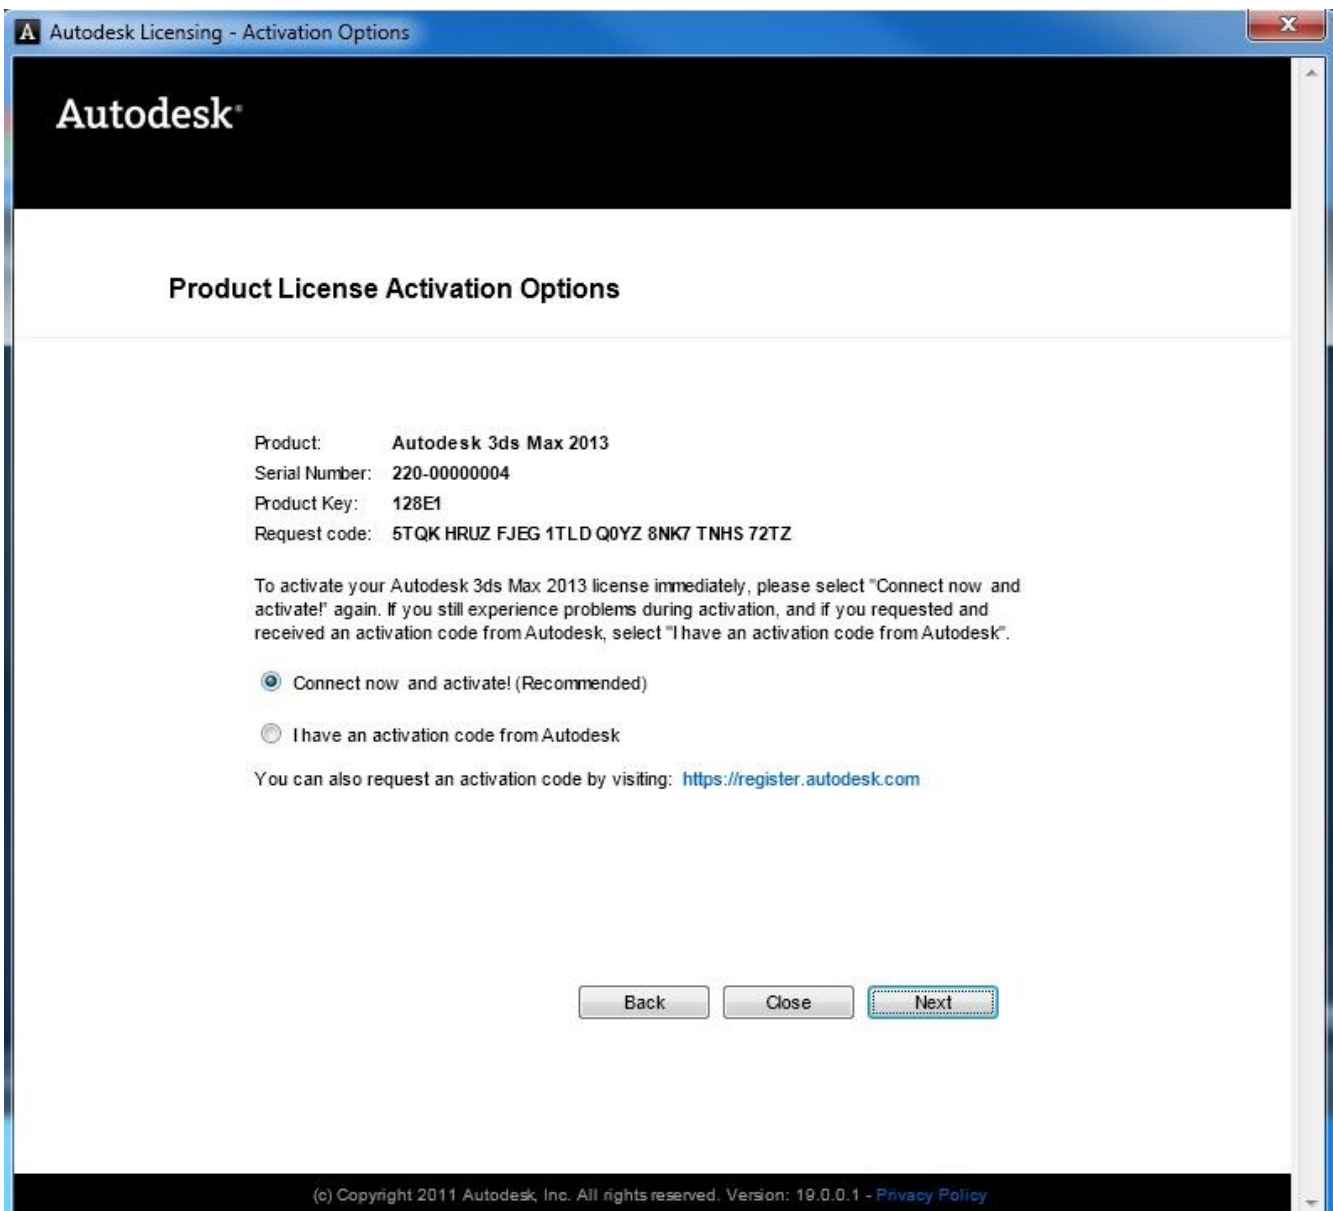 Autodesk Licensing - Activation Options
Autodesk
Product License Activation Options
Product: Autodesk 3ds Max 2013
Serial Number: 220-00000004
Product Key: 128E1
Request code: 5TQK HRUZ FJEG 1TLD Q0YZ 8NK7 TNHS 72TZ
To activate your Autodesk 3ds Max 2013 license immediately, please select "Connect now and
activate!" again. If you still experience problems during activation, and if you requested and
received an activation code from Autodesk, select "I have an activation code from Autodesk".
Connect now and activate! (Recommended)
I have an activation code from Autodesk
You can also request an activation code by visiting: https://register.autodesk.com
Back Close Next
(c) Copyright 2011 Autodesk, Inc. All rights reserved. Version: 19.0.0.1 - Privacy Policy